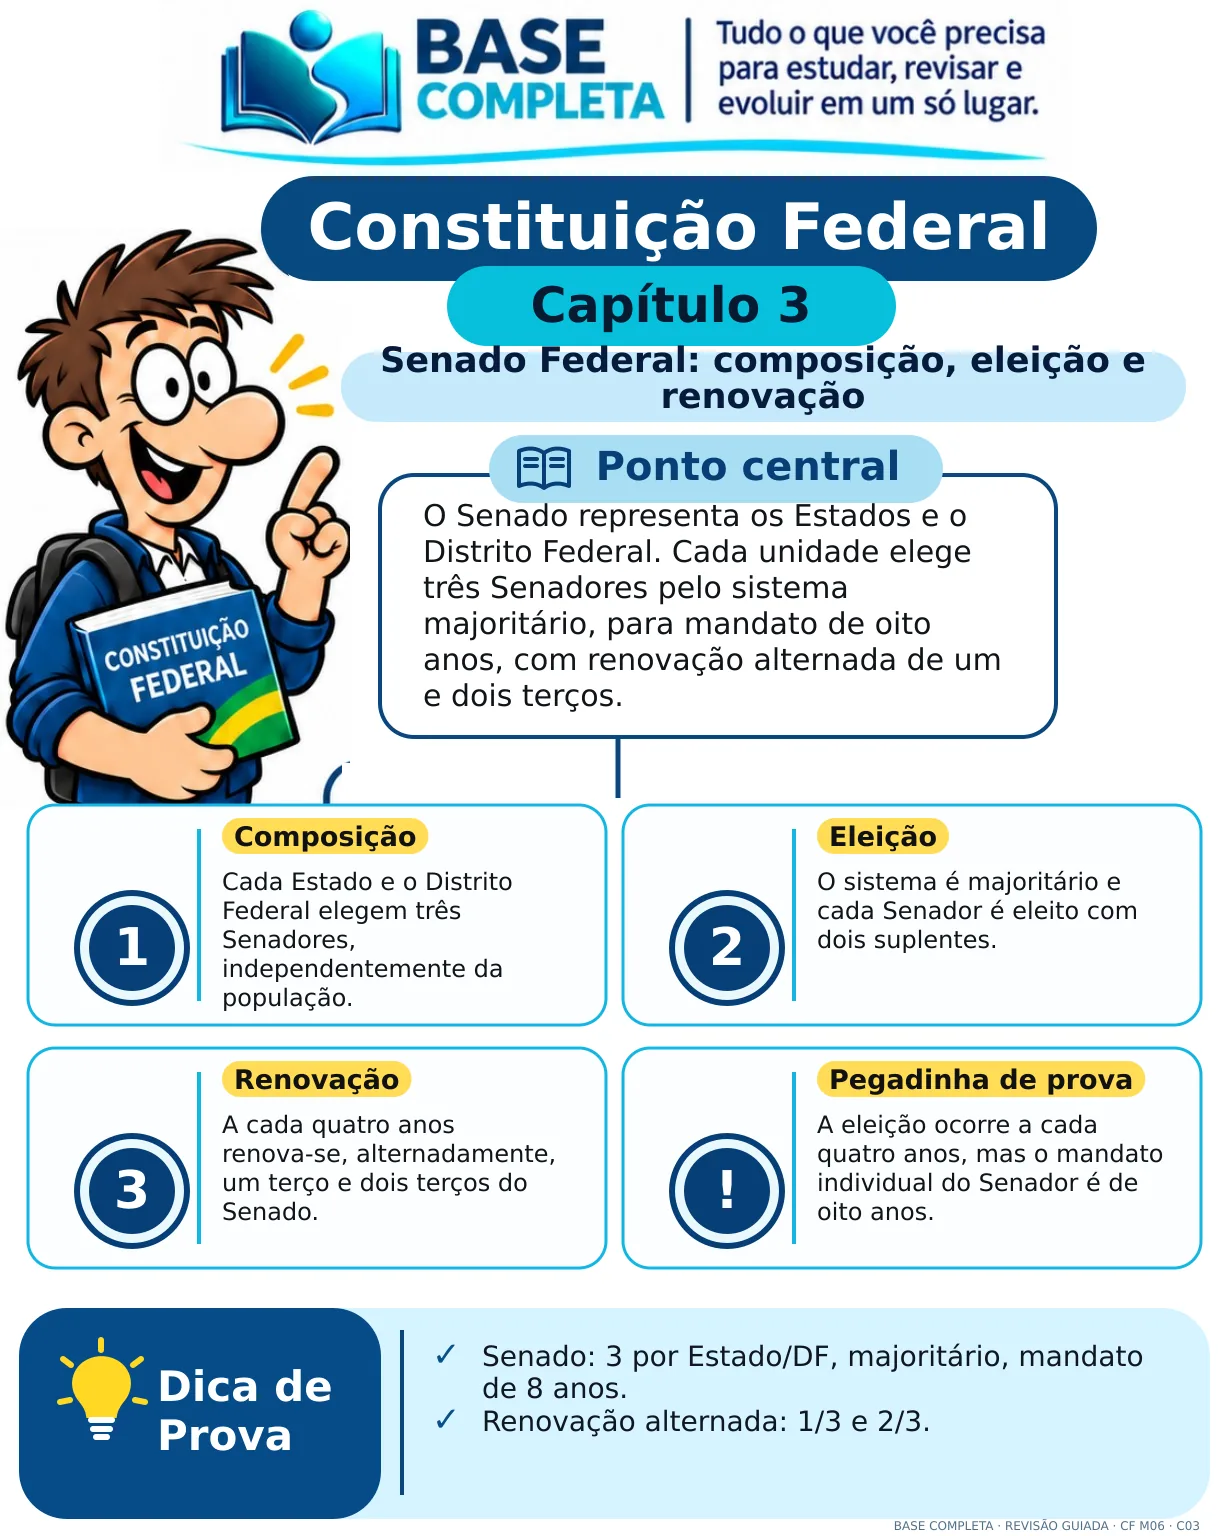 BASE
COMPLETA
Tudo o que você precisa
para estudar, revisar e
evoluir em um só lugar.
Constituição Federal
Capítulo 3
Senado Federal: composição, eleição e
renovação
CONSTITUIÇÃO
FEDERAL
Ponto central
O Senado representa os Estados e o
Distrito Federal. Cada unidade elege
três Senadores pelo sistema
majoritário, para mandato de oito
anos, com renovação alternada de um
e dois terços.
1
Composição
Cada Estado e o Distrito
Federal elegem três
Senadores,
independentemente da
população.
2
Eleição
O sistema é majoritário e
cada Senador é eleito com
dois suplentes.
3
Renovação
A cada quatro anos
renova-se, alternadamente,
um terço e dois terços do
Senado.
!
Pegadinha de prova
A eleição ocorre a cada
quatro anos, mas o mandato
individual do Senador é de
oito anos.
Dica de
Prova
✓ Senado: 3 por Estado/DF, majoritário, mandato
de 8 anos.
✓ Renovação alternada: 1/3 e 2/3.
BASE COMPLETA · REVISÃO GUIADA · CF M06 · C03